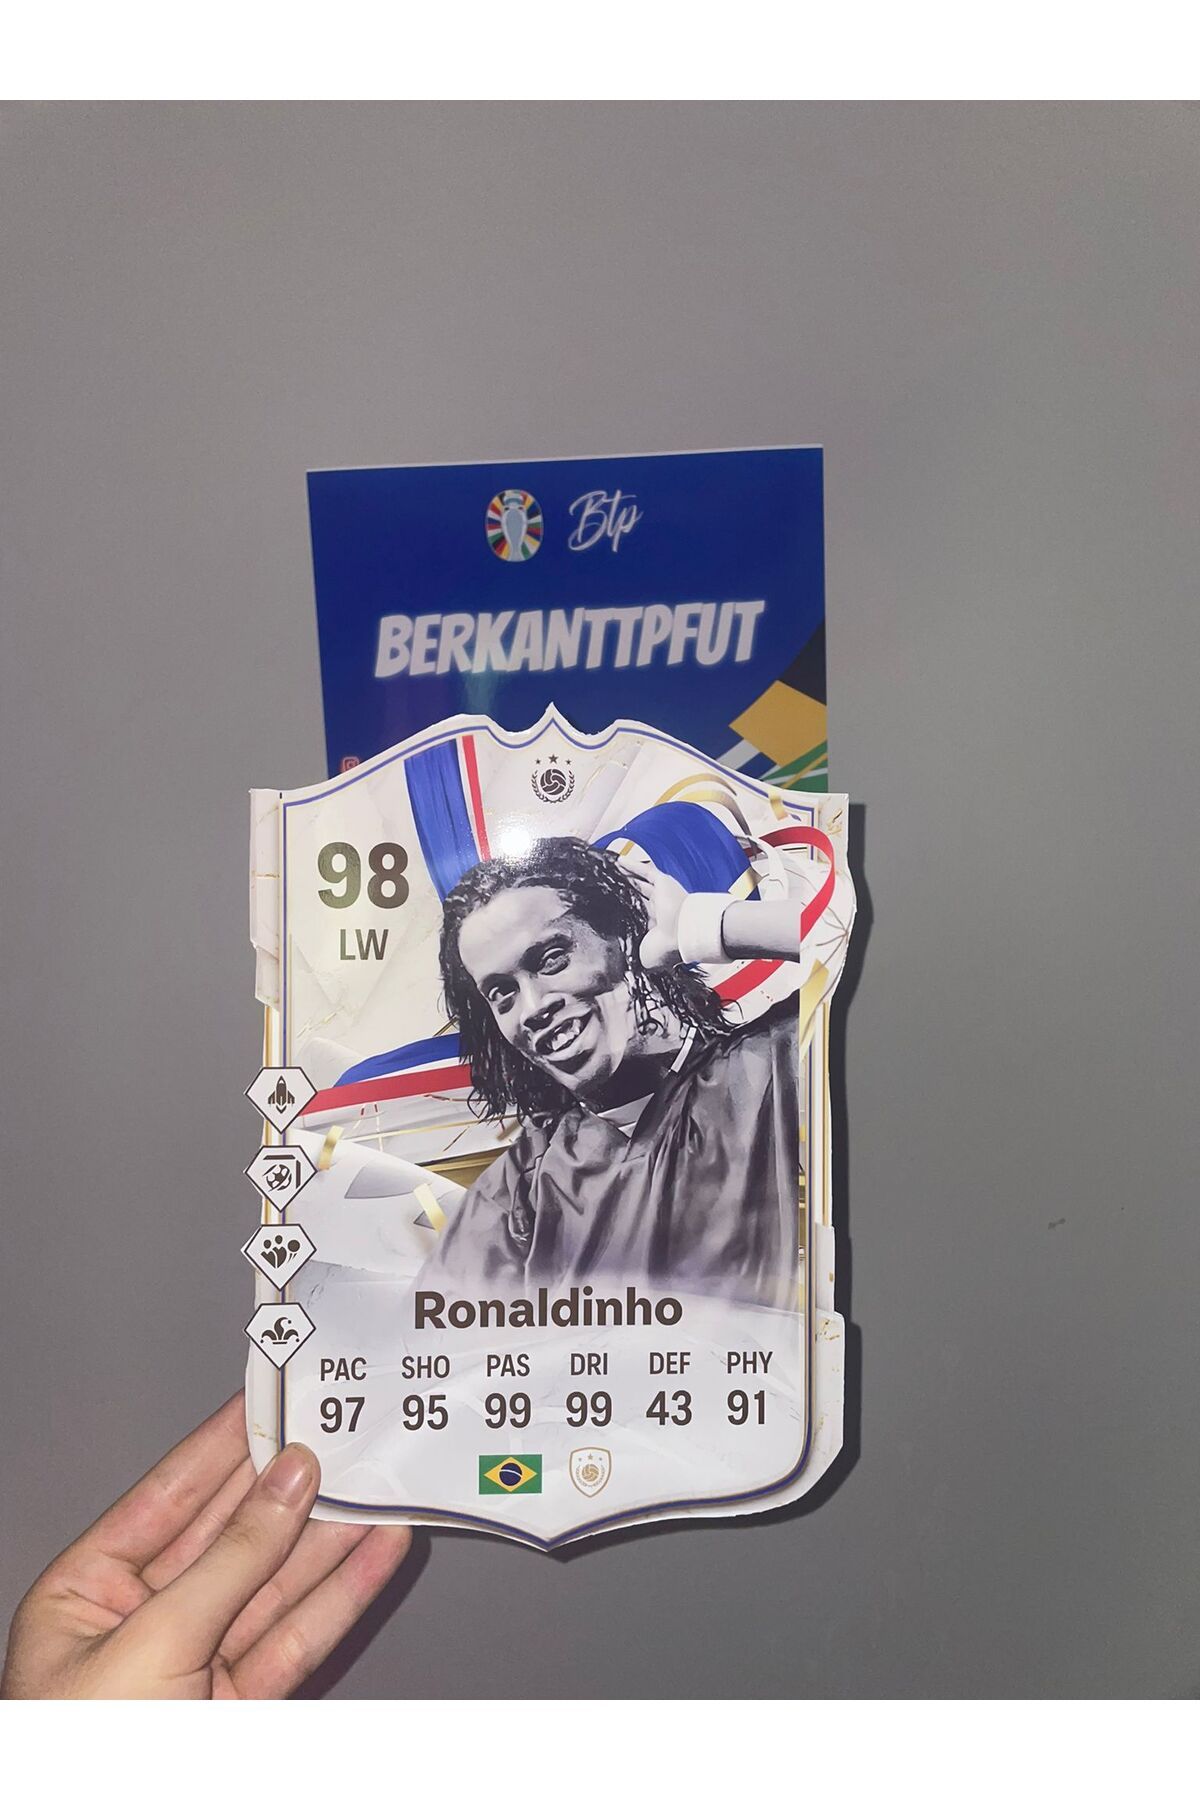 Btp
BERKANTTPFUT
98
LW
Ronaldinho
PAC SHO PAS DRI DEF PHY
97 95 99 99 43 91